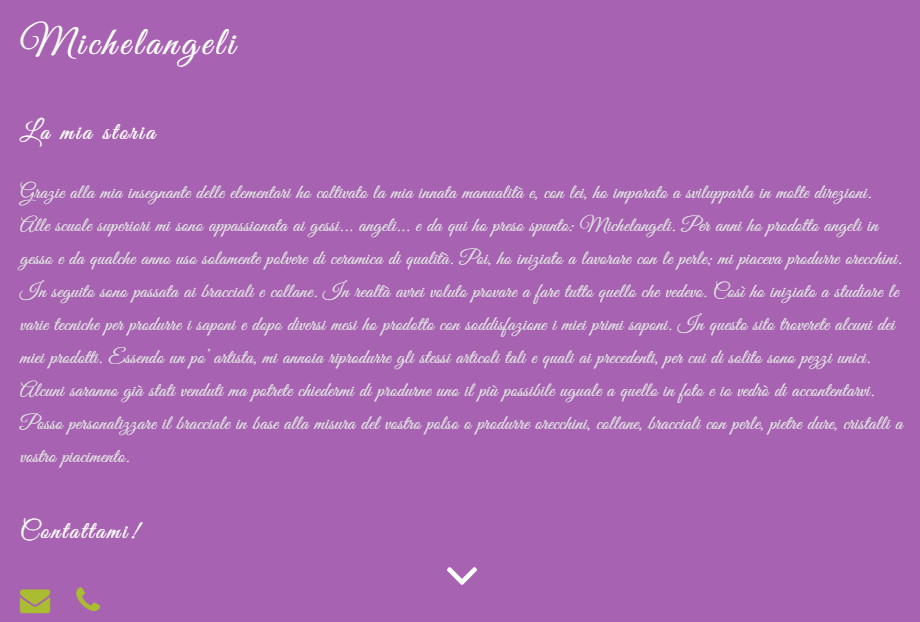 Michelangeli
La mia storia
Grazie alla mia insegnante delle elementari ho coltivato la mia innata manualità e, con lei, ho imparato a svilupparla in molte direzioni.
Alle scuole superiori mi sono appassionata ai gessi... angeli... e da qui ho preso spunto: Michelangeli. Per anni ho prodotto angeli in
gesso e da qualche anno uso solamente polvere di ceramica di qualità. Poi, ho iniziato a lavorare con le perle; mi piaceva produrre orecchini.
In seguito sono passata ai bracciali e collane. In realtà avrei voluto provare a fare tutto quello che vedevo. Così ho iniziato a studiare le
varie tecniche per produrre i saponi e dopo diversi mesi ho prodotto con soddisfazione i miei primi saponi. In questo sito troverete alcuni dei
miei prodotti. Essendo un po' artista, mi annoia riprodurre gli stessi articoli tali e quali ai precedenti, per cui di solito sono pezzi unici.
Alcuni saranno già stati venduti ma potrete chiedermi di produrne uno il più possibile uguale a quello in foto e io vedrò di accontentarvi.
Posso personalizzare il bracciale in base alla misura del vostro polso o produrre orecchini, collane, bracciali con perle, pietre dure, cristalli a
vostro piacimento.
Contattami!